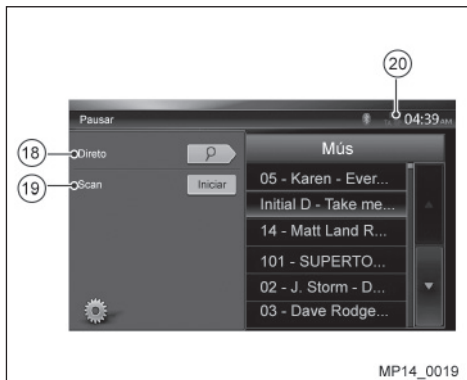 20
Pausar 04:39 AM
18 Direto Mús
19 Scan Iniciar 05 - Karen - Ever...
Initial D - Take me...
14 - Matt Land R...
101 - SUPERTO...
02 - J. Storm - D...
03 - Dave Rodge...
MP14_0019